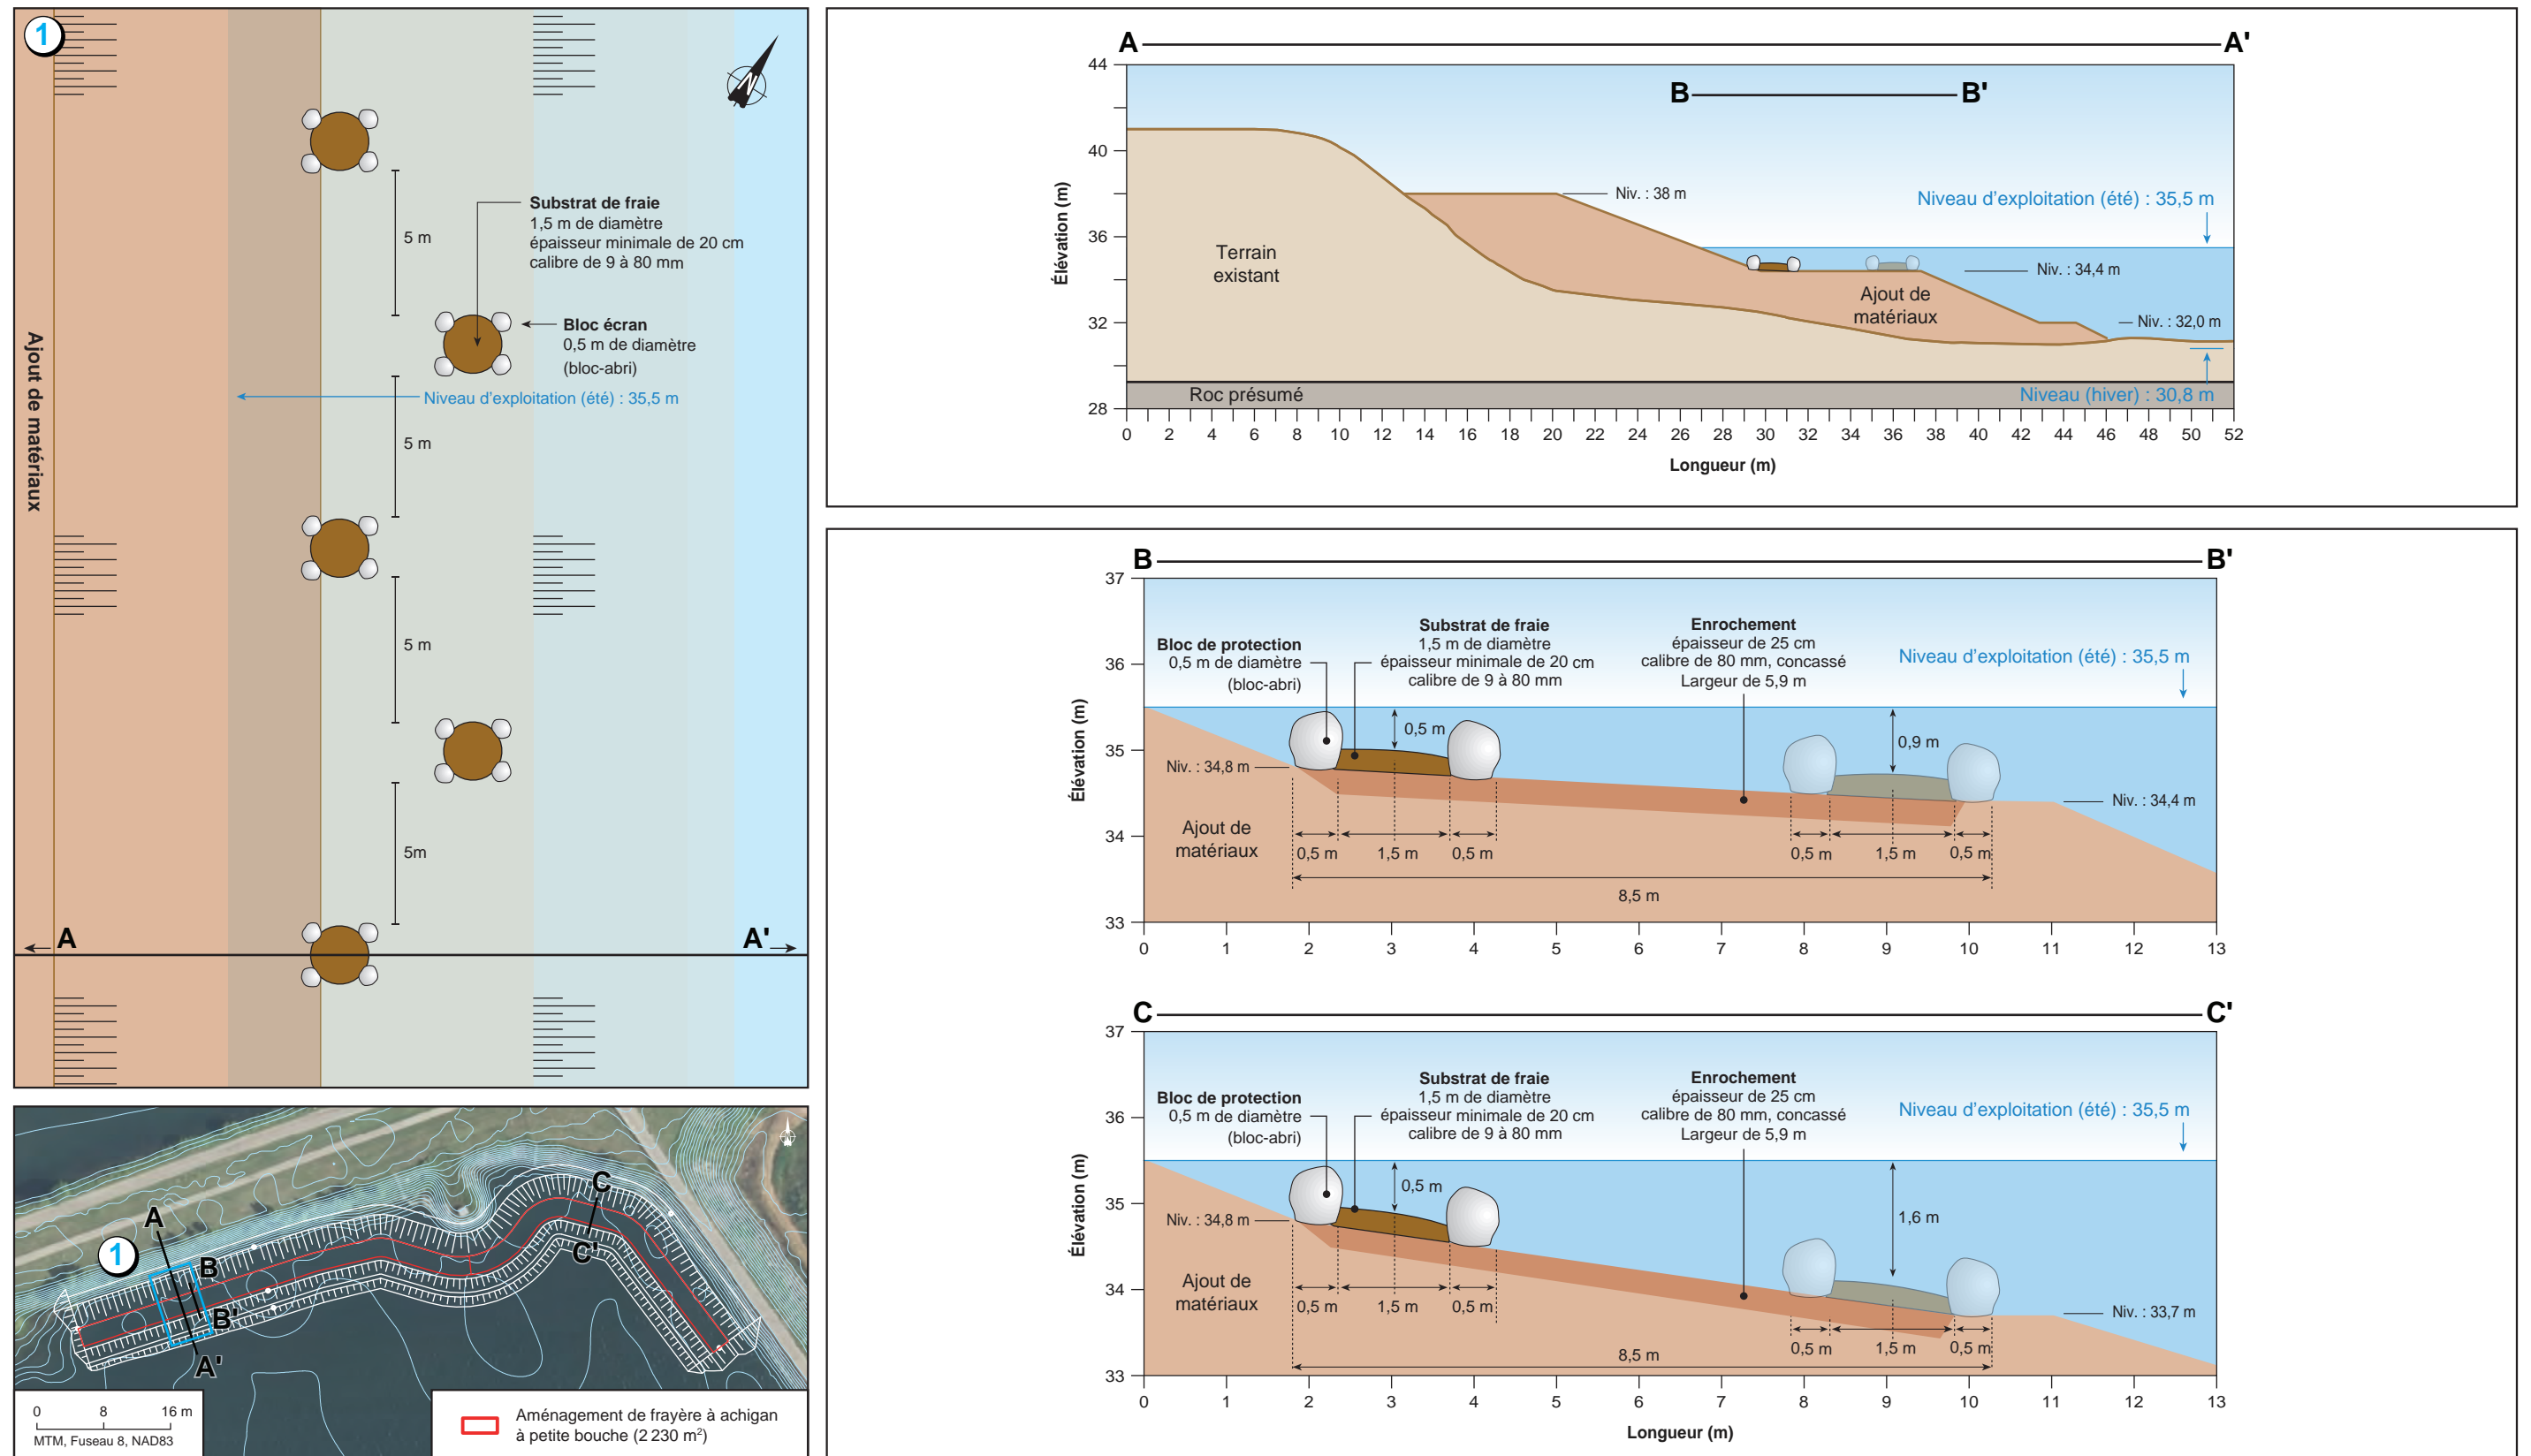 1
N
Substrat de fraie
1,5 m de diamètre
épaisseur minimale de 20 cm
calibre de 9 à 80 mm
5 m
Bloc écran
0,5 m de diamètre
(bloc-abri)
Ajout de matériaux
Niveau d'exploitation (été) : 35,5 m
5 m
5 m
5m
A
A'
A
A'
44
B
B'
40
Niv. : 38 m
Niveau d'exploitation (été) : 35,5 m
Élévation (m)
36
Terrain
existant
Niv. : 34,4 m
Ajout de
matériaux
32
Niv. : 32,0 m
Roc présumé
Niveau (hiver) : 30,8 m
28
0 2 4 6 8 10 12 14 16 18 20 22 24 26 28 30 32 34 36 38 40 42 44 46 48 50 52
Longueur (m)
B
B'
37
Bloc de protection
0,5 m de diamètre
(bloc-abri)
Substrat de fraie
1,5 m de diamètre
épaisseur minimale de 20 cm
calibre de 9 à 80 mm
Enrochement
épaisseur de 25 cm
calibre de 80 mm, concassé
Largeur de 5,9 m
Niveau d'exploitation (été) : 35,5 m
36
Élévation (m)
0,5 m
0,9 m
35
Niv. : 34,8 m
Niv. : 34,4 m
34
Ajout de
matériaux
0,5 m 1,5 m 0,5 m
0,5 m 1,5 m 0,5 m
8,5 m
33
0 1 2 3 4 5 6 7 8 9 10 11 12 13
C
C'
37
Bloc de protection
0,5 m de diamètre
(bloc-abri)
Substrat de fraie
1,5 m de diamètre
épaisseur minimale de 20 cm
calibre de 9 à 80 mm
Enrochement
épaisseur de 25 cm
calibre de 80 mm, concassé
Largeur de 5,9 m
Niveau d'exploitation (été) : 35,5 m
36
Élévation (m)
0,5 m
1,6 m
35
Niv. : 34,8 m
Niv. : 33,7 m
34
Ajout de
matériaux
0,5 m 1,5 m 0,5 m
0,5 m 1,5 m 0,5 m
8,5 m
33
0 1 2 3 4 5 6 7 8 9 10 11 12 13
Longueur (m)
A
1
B
B'
A'
C
C'
0 8 16 m
MTM, Fuseau 8, NAD83
Aménagement de frayère à achigan
à petite bouche (2 230 m²)